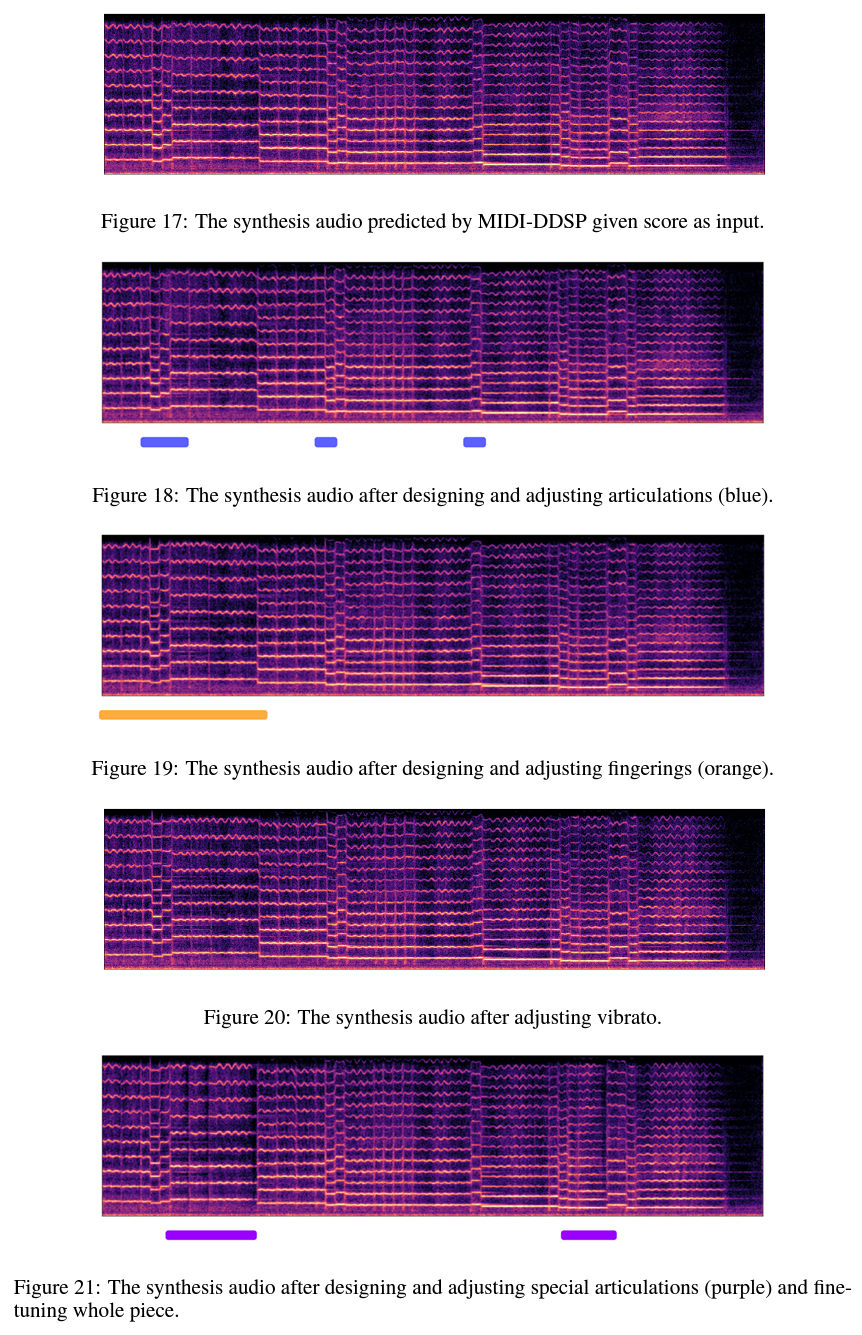 Figure 17: The synthesis audio predicted by MIDI-DDSP given score as input.
Figure 18: The synthesis audio after designing and adjusting articulations (blue).
Figure 19: The synthesis audio after designing and adjusting fingerings (orange).
Figure 20: The synthesis audio after adjusting vibrato.
Figure 21: The synthesis audio after designing and adjusting special articulations (purple) and fine-
tuning whole piece.